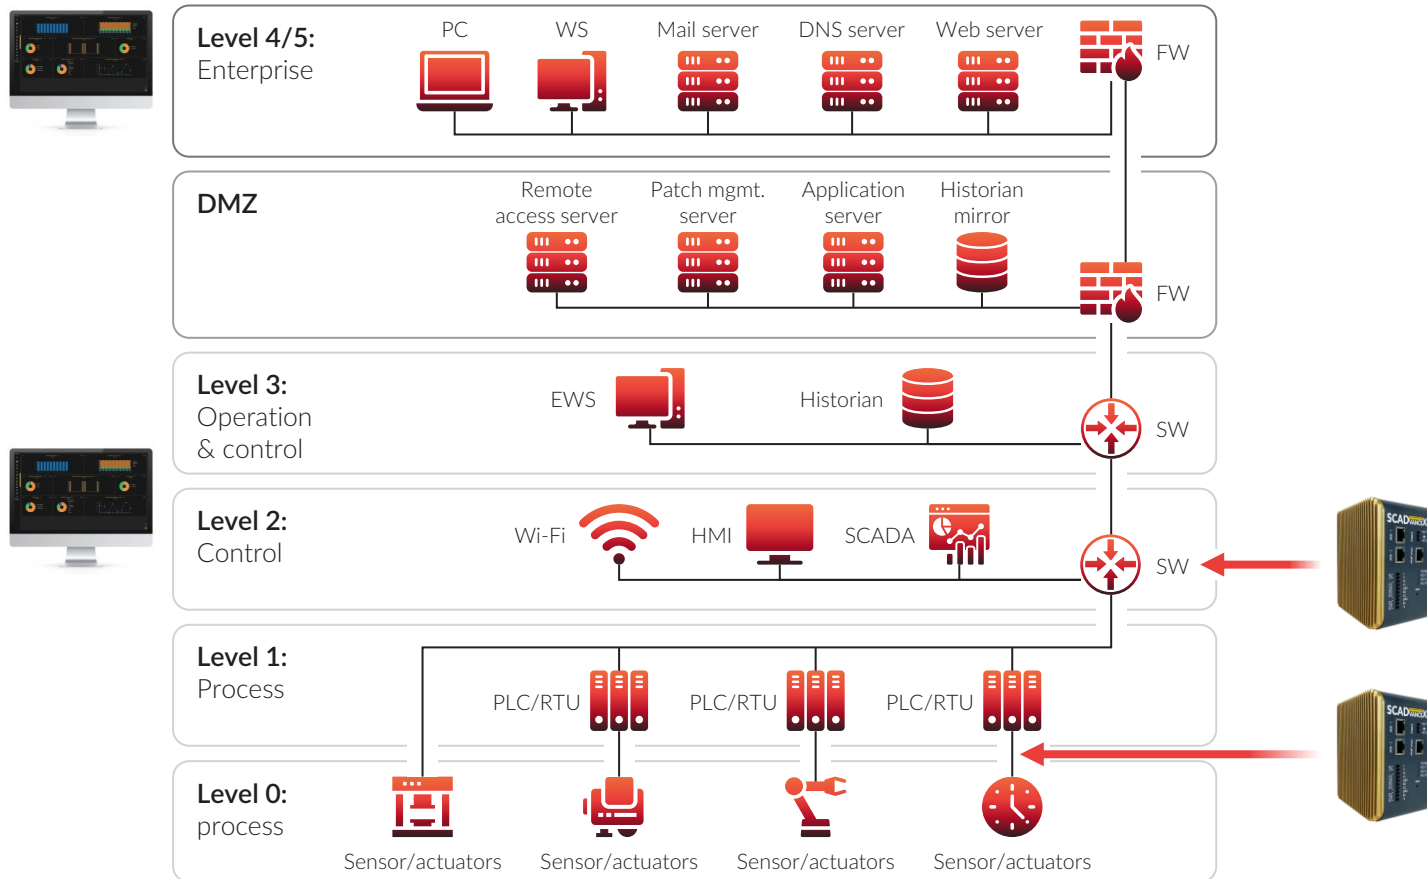 Level 4/5:
Enterprise
PC
WS
Mail server
DNS server
Web server
FW
DMZ
Remote
access server
Patch mgmt.
server
Application
server
Historian
mirror
FW
Level 3:
Operation
& control
EWS
Historian
SW
Level 2:
Control
Wi-Fi
HMI
SCADA
SW
SCAD
Level 1:
Process
PLC/RTU
PLC/RTU
PLC/RTU
SCAD
Level 0:
process
Sensor/actuators
Sensor/actuators
Sensor/actuators
Sensor/actuators